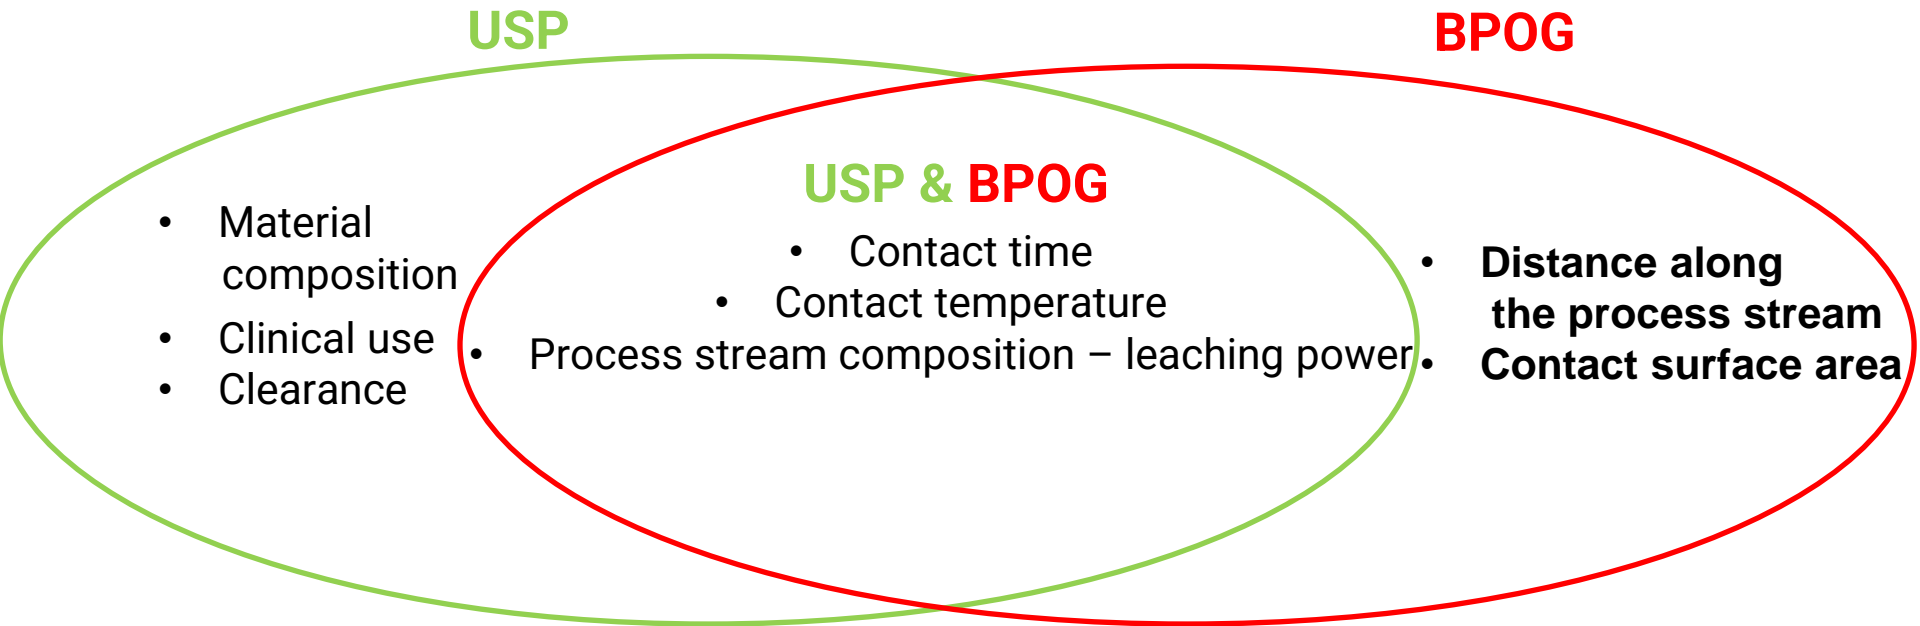 USP
BPOG
• Material
composition
• Clinical use
• Clearance
USP & BPOG
• Contact time
• Contact temperature
• Process stream composition – leaching power
• Distance along
the process stream
• Contact surface area